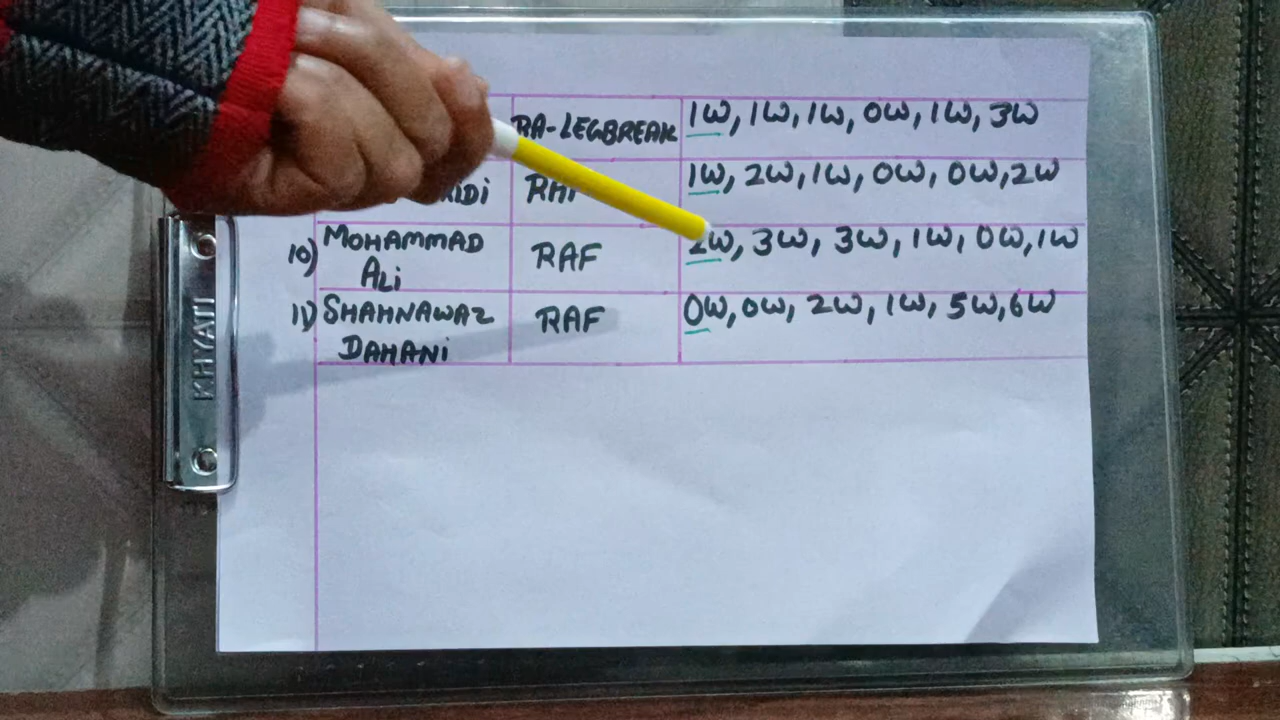 RA-LEGBREAK 1W, 1W, 1W, 0W, 1W, 3W
1W, 2W, 1W, 0W, 0W, 2W
10) MOHAMMAD ALi RAF 2W, 3W, 3W, 1W, 0W, 1W
11) SHAHNAWAZ DAHANi RAF 0W, 0W, 2W, 1W, 5W, 6W
KHYATI